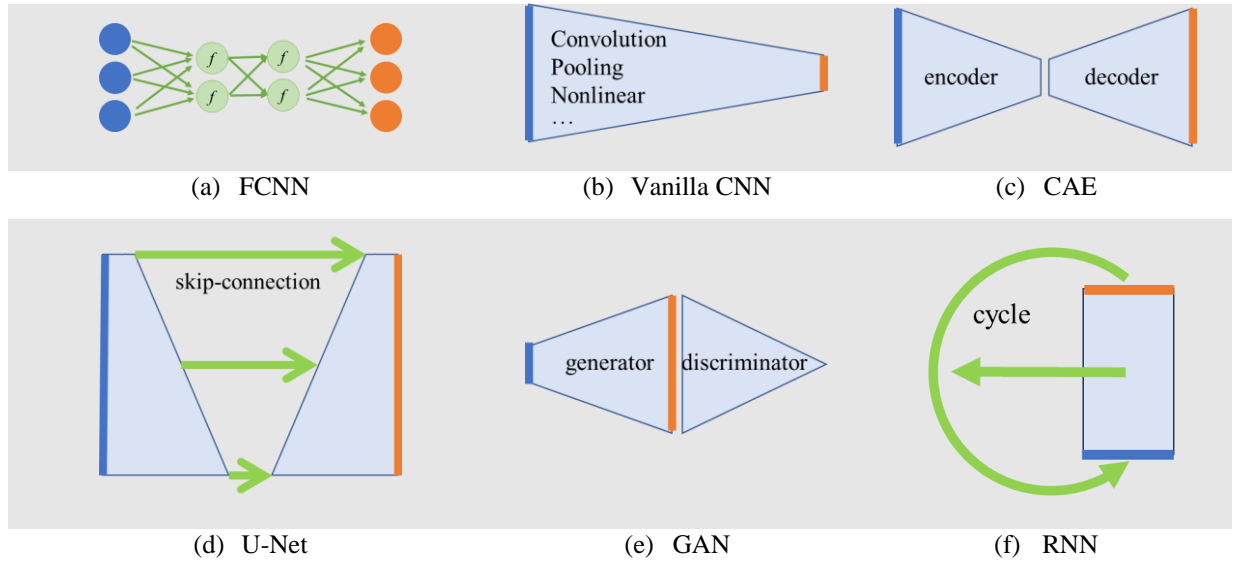 f f
f f
Convolution
Pooling
Nonlinear
…
encoder decoder
(a) FCNN (b) Vanilla CNN (c) CAE
skip-connection
generator discriminator
cycle
(d) U-Net (e) GAN (f) RNN